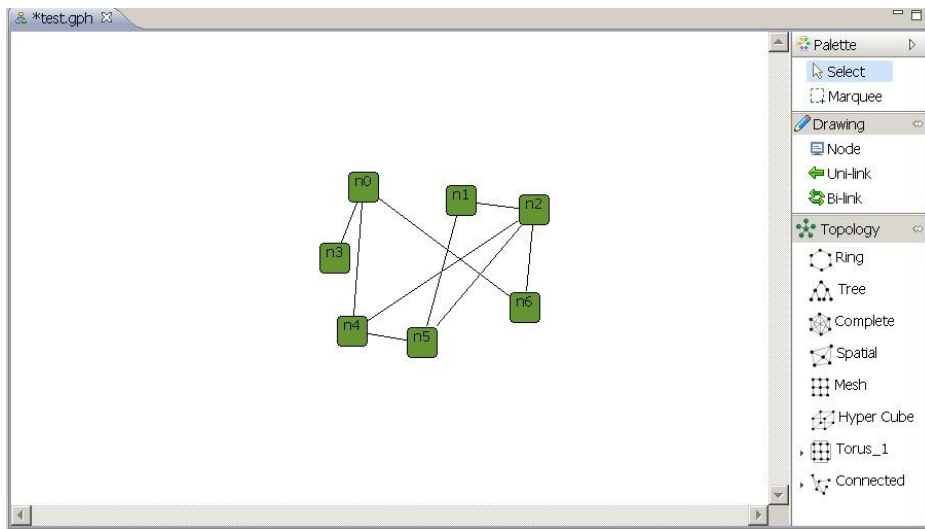 *test.gph
n0
n1
n2
n3
n6
n4
n5
Palette
Select
Marquee
Drawing
Node
Uni-link
Bi-link
Topology
Ring
Tree
Complete
Spatial
Mesh
Hyper Cube
Torus_1
Connected